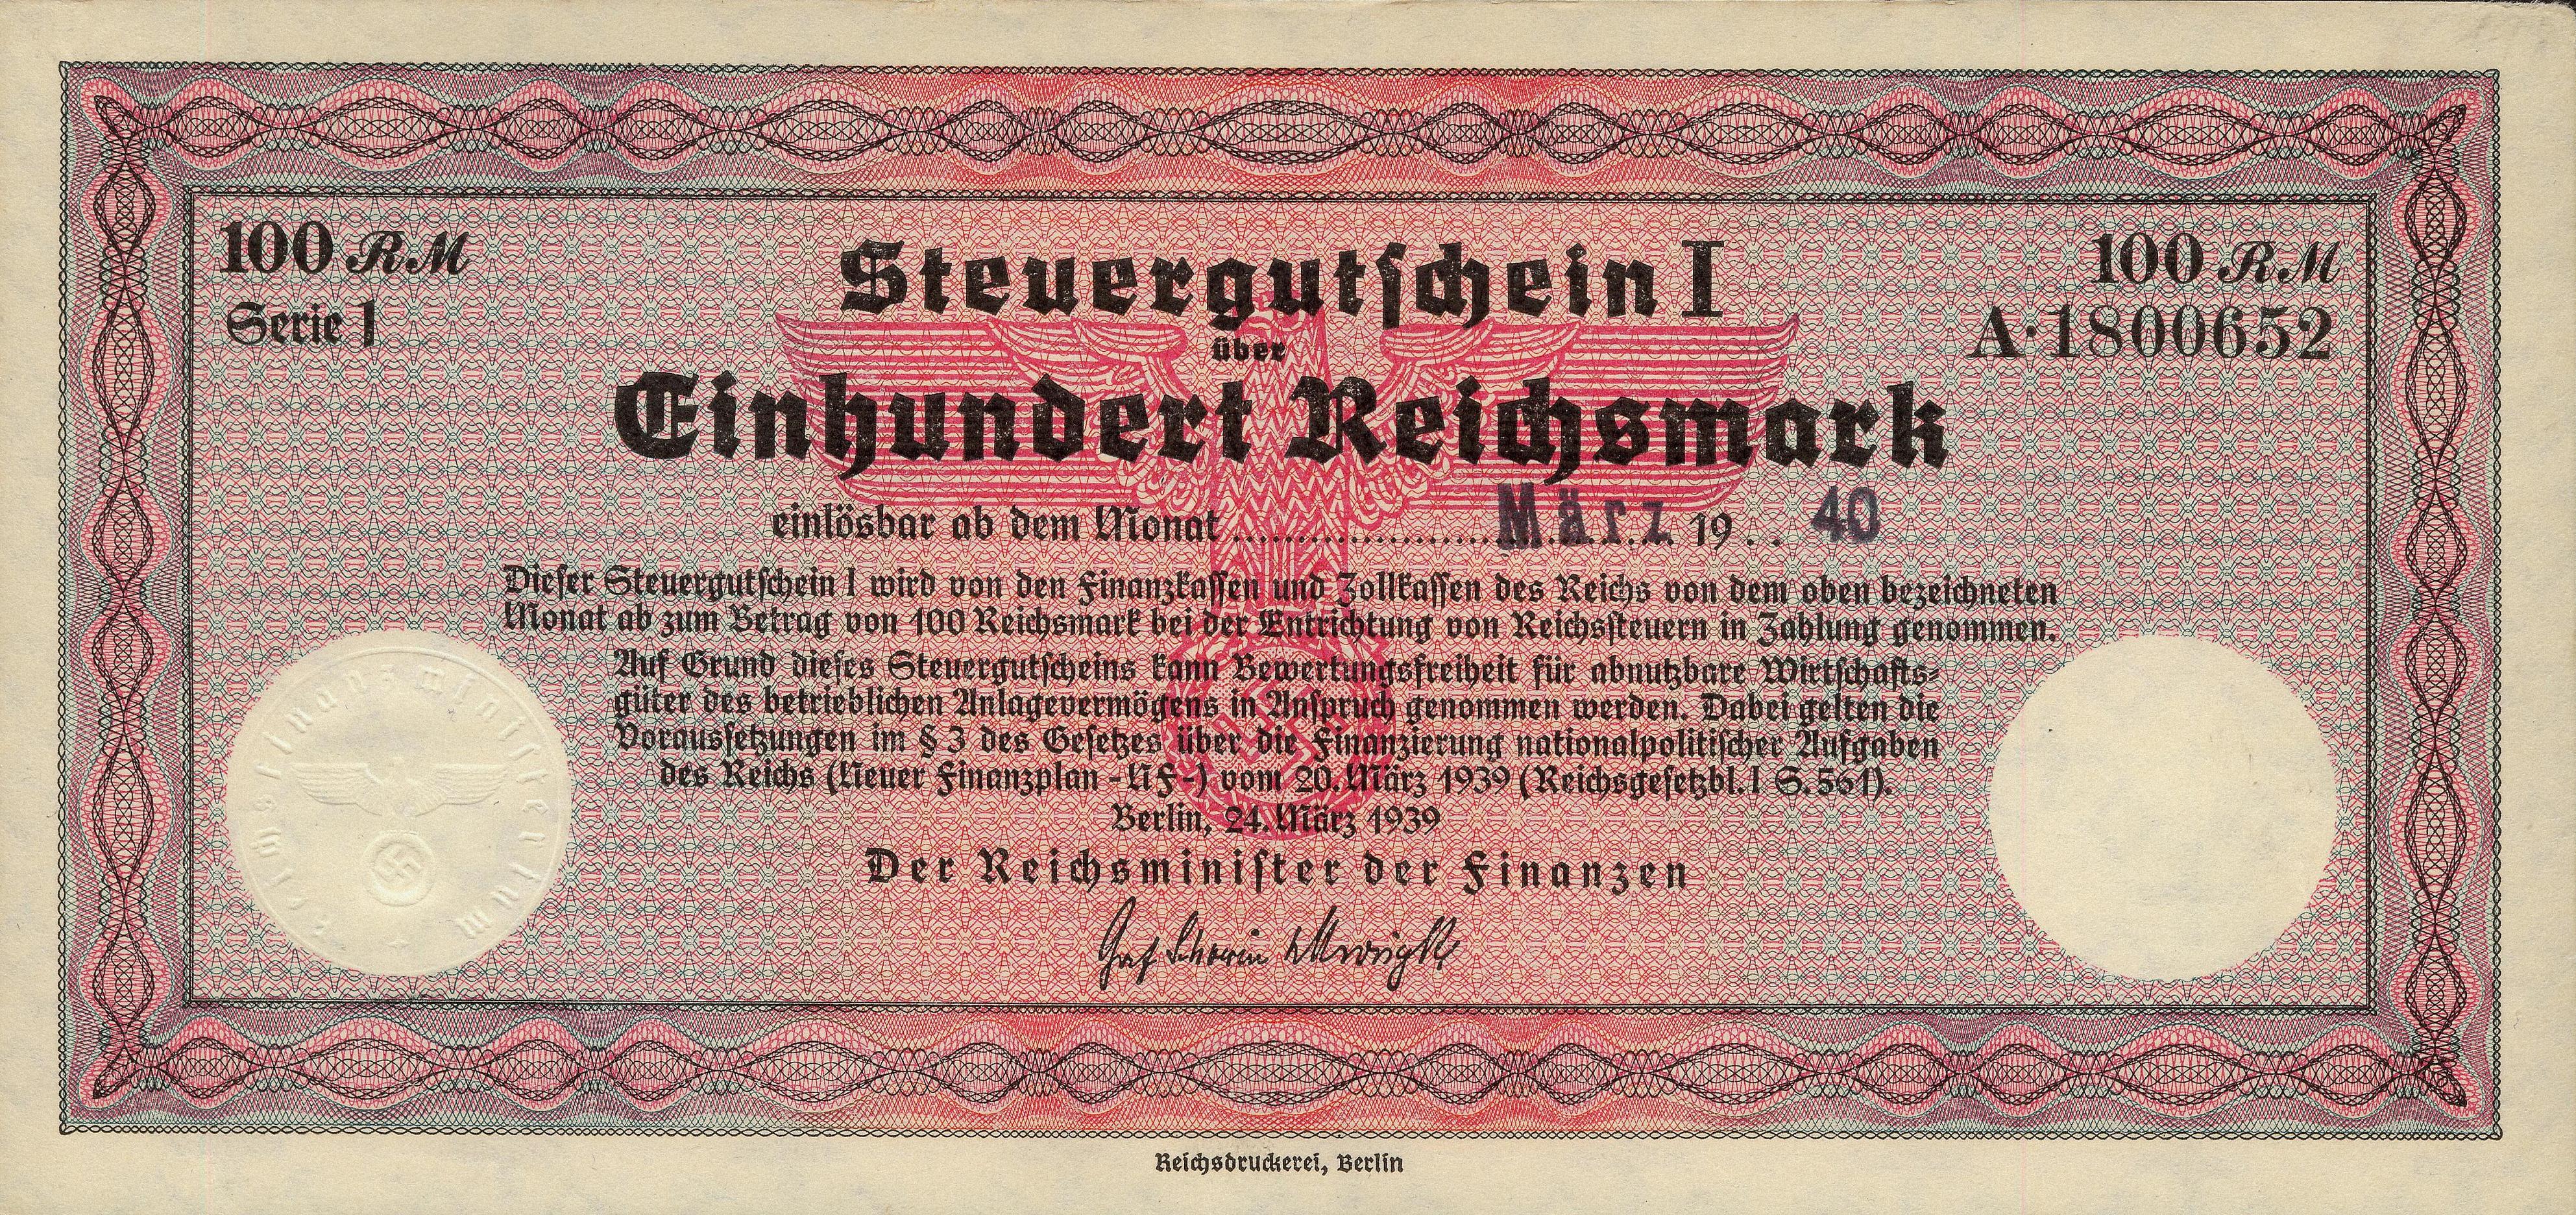 100 RM
Steuergutschein I
100 RM
Serie 1
A·1800652
über
Einhundert Reichsmark
einlösbar ab dem Monat .................... März 19 . . 40
Dieser Steuergutschein I wird von den Finanzkassen und Zollkassen des Reichs von dem oben bezeichneten
Monat ab zum Betrag von 100 Reichsmark bei der Entrichtung von Reichssteuern in Zahlung genommen.
Auf Grund dieses Steuergutscheins kann Bewertungsfreiheit für abnutzbare Wirtschafts-
güter des betrieblichen Anlagevermögens in Anspruch genommen werden. Dabei gelten die
Voraussetzungen im § 3 des Gesetzes über die Finanzierung nationalpolitischer Aufgaben
des Reichs (Neuer Finanzplan - NF -) vom 20. März 1939 (Reichsgesetzbl. I S. 561).
Berlin, 24. März 1939
Der Reichsminister der Finanzen
Graf Schwerin v Krosigk
Reichsfinanzministerium
Reichsdruckerei, Berlin